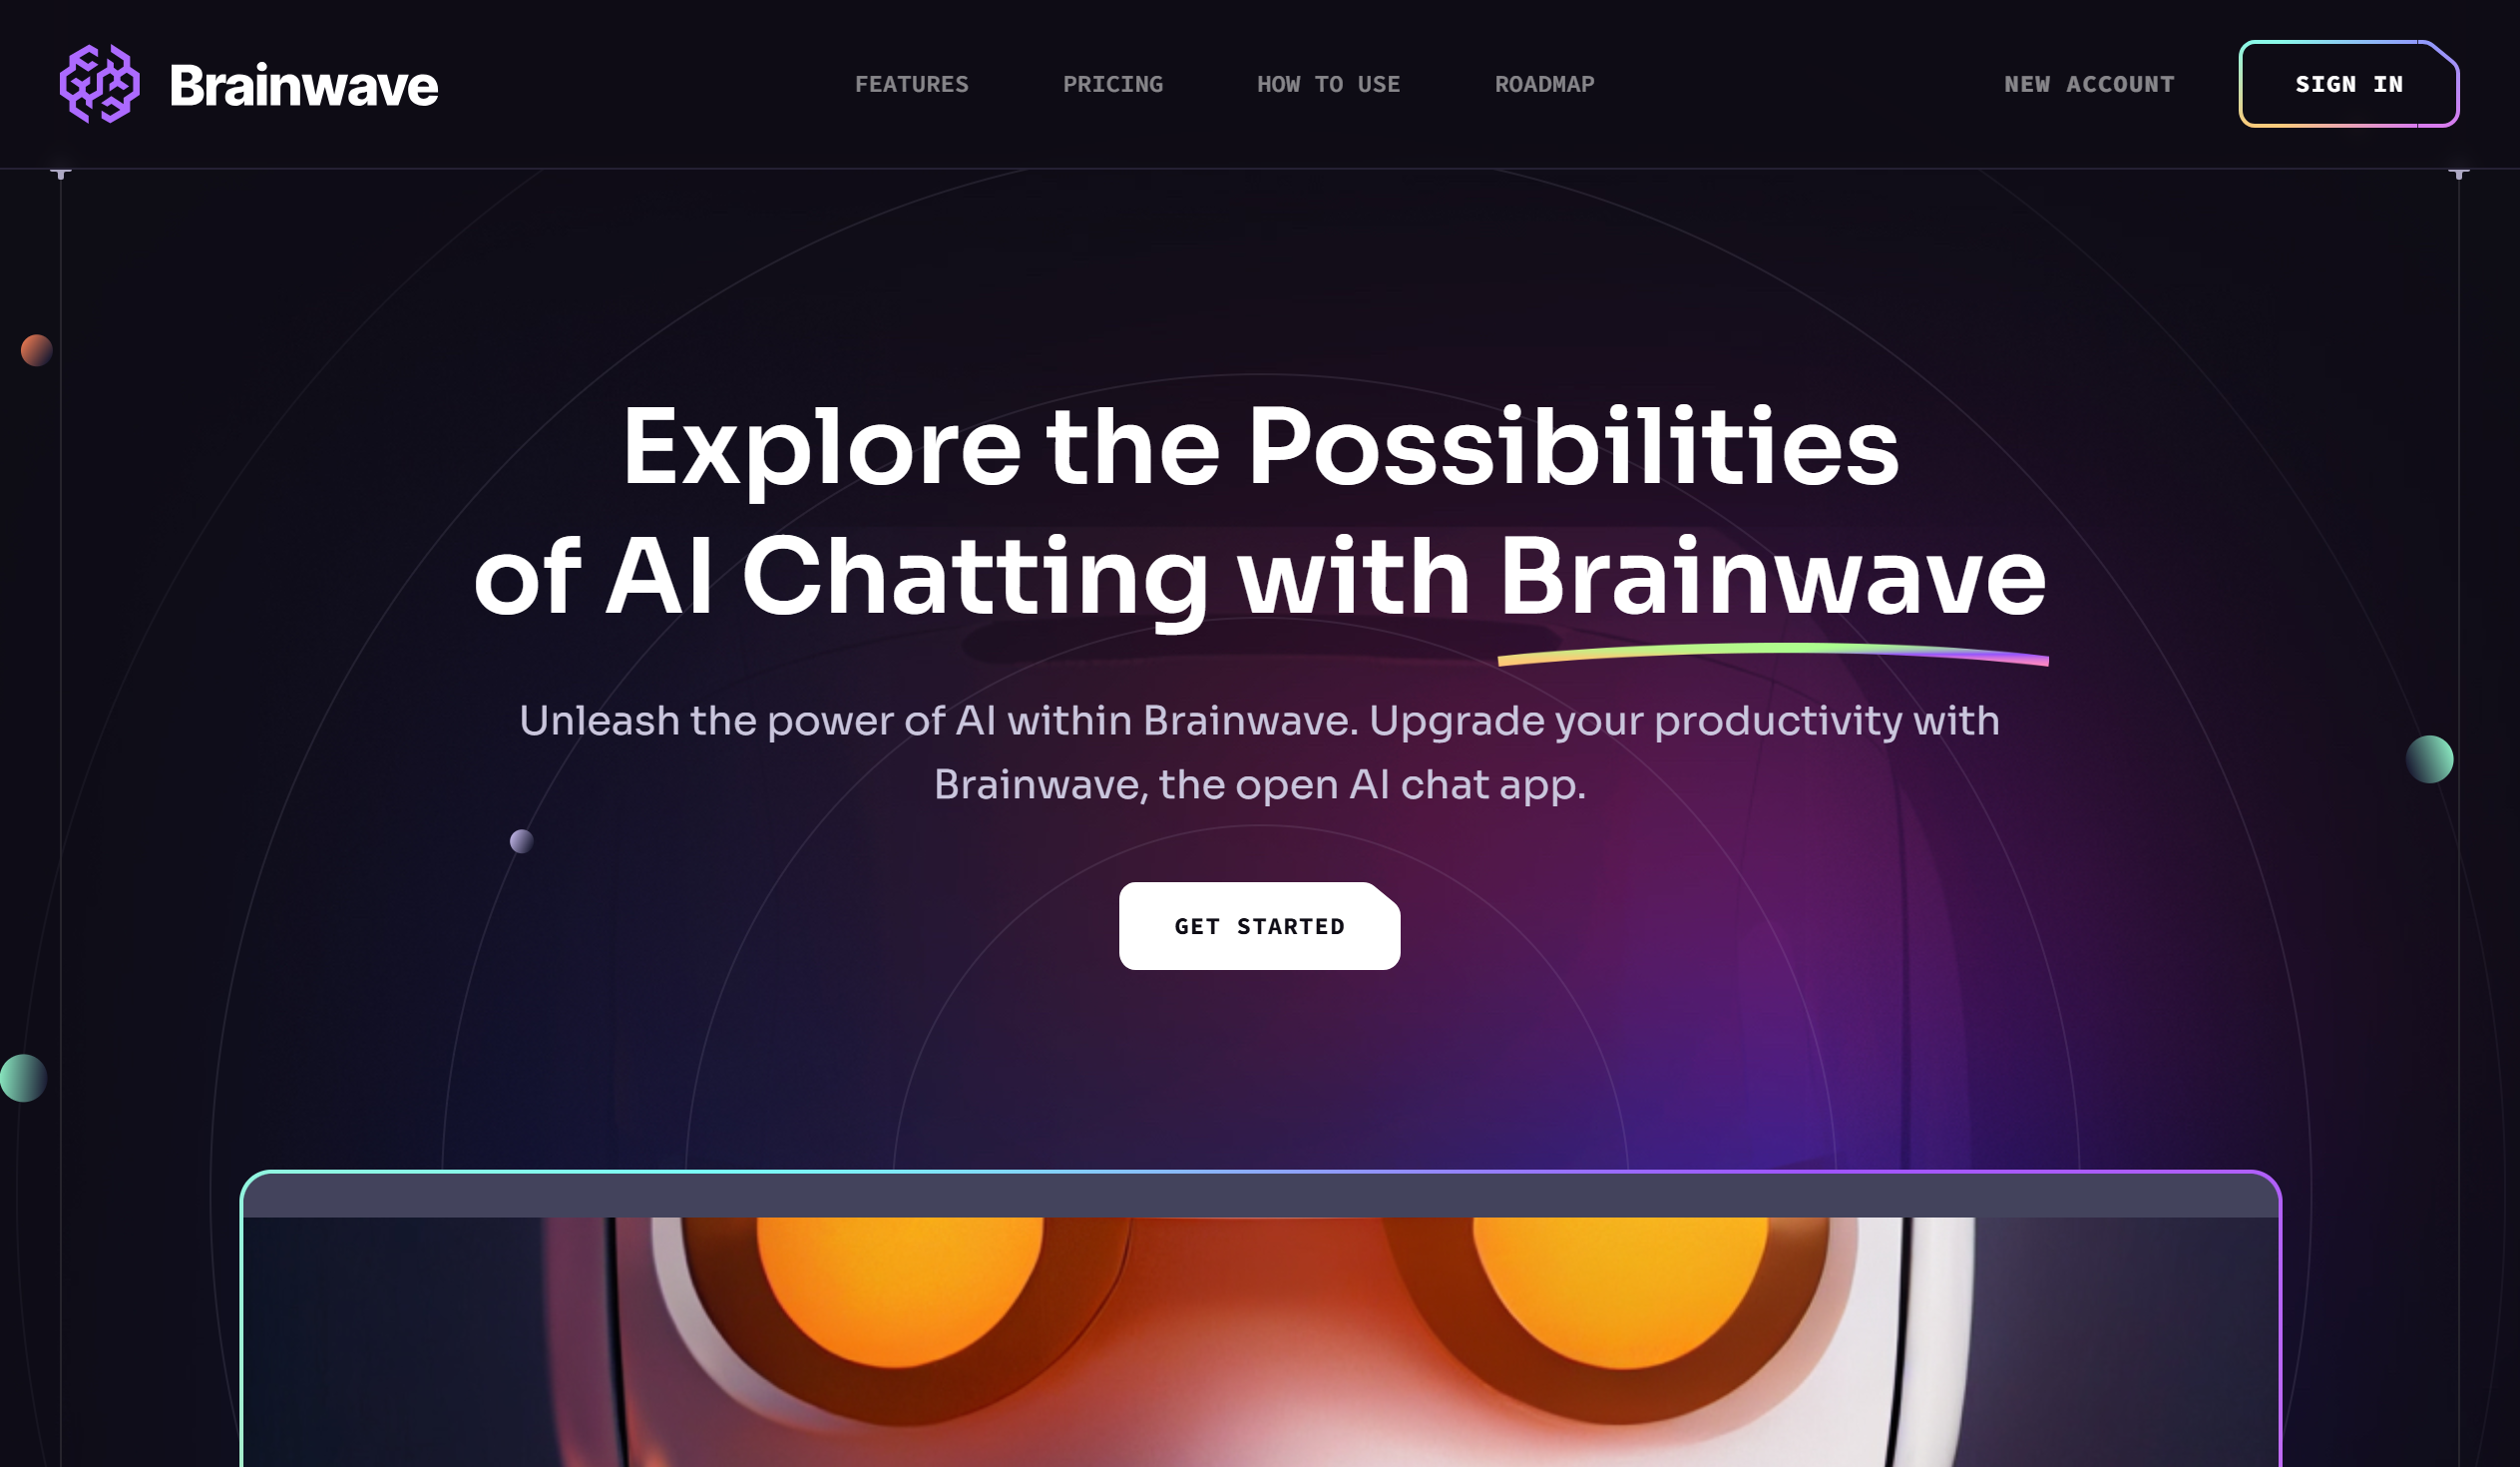 Brainwave
FEATURES
PRICING
HOW TO USE
ROADMAP
NEW ACCOUNT
SIGN IN
Explore the Possibilities
of AI Chatting with Brainwave
Unleash the power of AI within Brainwave. Upgrade your productivity with
Brainwave, the open AI chat app.
GET STARTED